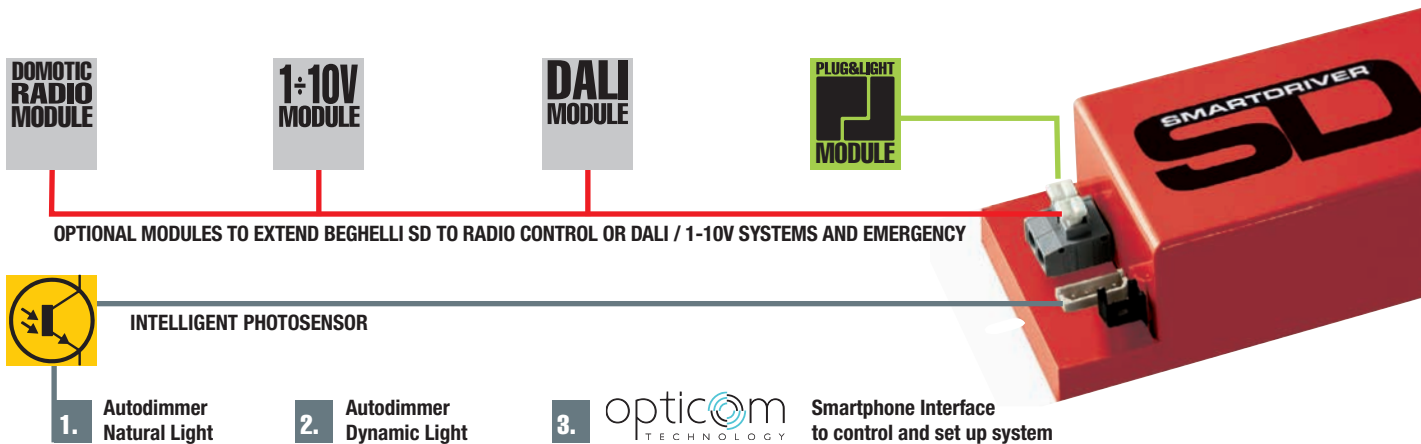 DOMOTIC
RADIO
MODULE
1÷10V
MODULE
DALI
MODULE
PLUG&LIGHT
MODULE
SMARTDRIVER
SD
OPTIONAL MODULES TO EXTEND BEGHELLI SD TO RADIO CONTROL OR DALI / 1-10V SYSTEMS AND EMERGENCY
INTELLIGENT PHOTOSENSOR
1.
Autodimmer
Natural Light
2.
Autodimmer
Dynamic Light
3.
opticom
TECHNOLOGY
Smartphone Interface
to control and set up system